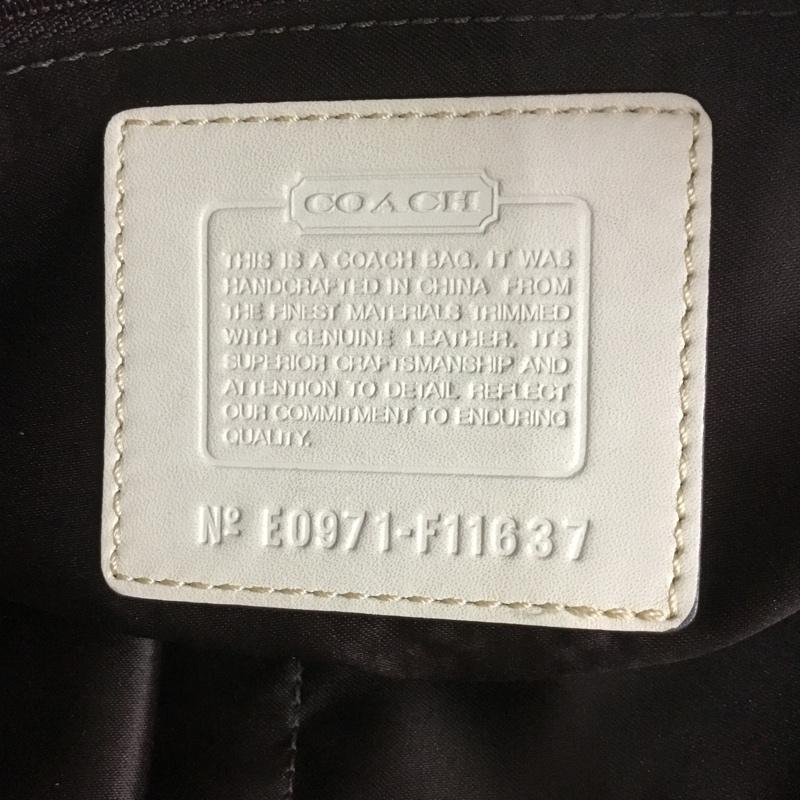 COACH
THIS IS A COACH BAG. IT WAS
HANDCRAFTED IN CHINA FROM
THE FINEST MATERIALS TRIMMED
WITH GENUINE LEATHER. ITS
SUPERIOR CRAFTSMANSHIP AND
ATTENTION TO DETAIL REFLECT
OUR COMMITMENT TO ENDURING
QUALITY.
Nº E0971-F11637